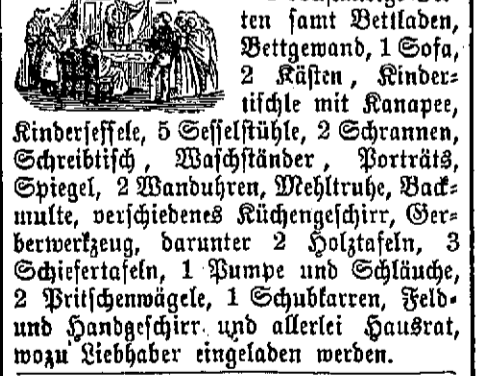 ten samt Bettladen,
Bettgewand, 1 Sofa,
2 Kästen, Kinder=
tischle mit Kanapee,
Kindersessele, 5 Sesselstühle, 2 Schrannen,
Schreibtisch, Waschständer, Porträts,
Spiegel, 2 Wanduhren, Mehltruhe, Back=
multe, verschiedenes Küchengeschirr, Ger=
berwerkzeug, darunter 2 Holztafeln, 3
Schiefertafeln, 1 Pumpe und Schläuche,
2 Pritschenwägele, 1 Schubkarren, Feld=
und Handgeschirr und allerlei Hausrat,
wozu Liebhaber eingeladen werden.